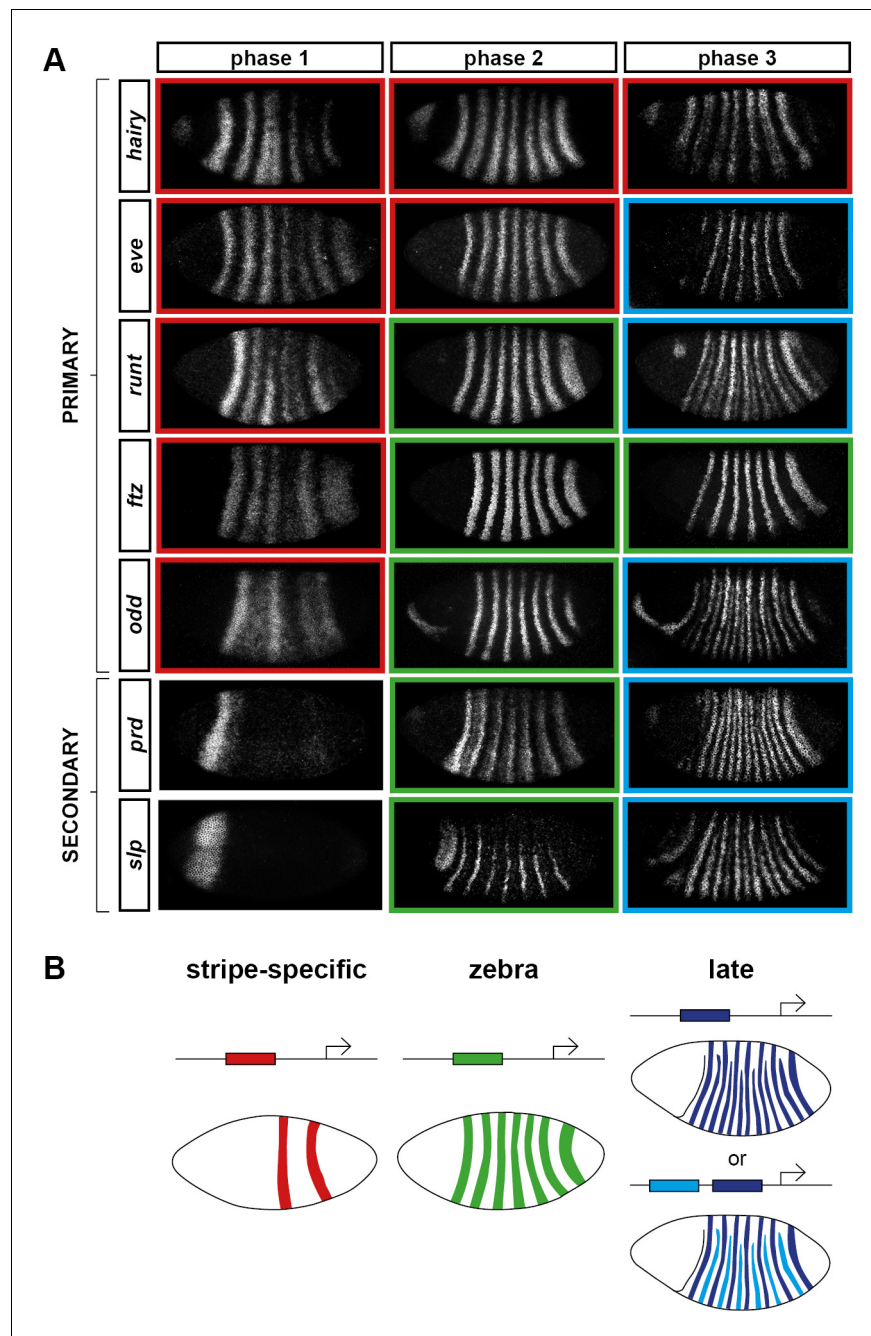 A
phase 1
phase 2
phase 3
PRIMARY
hairy
eve
runt
ftz
odd
SECONDARY
prd
slp
B
stripe-specific
zebra
late
or